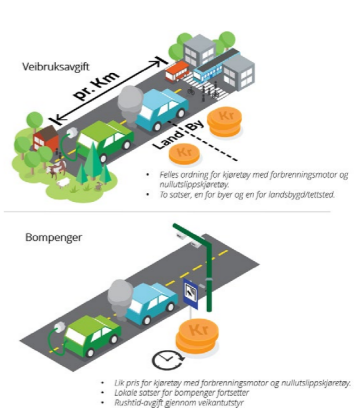 Veibruksavgift
pr. Km
Land
By
Kr
Kr
• Felles ordning for kjøretøy med forbrenningsmotor og
nullutslippskjøretøy.
• To satser, en for byer og en for landsbygd/tettsted.
Bompenger
Kr
• Lik pris for kjøretøy med forbrenningsmotor og nullutslippskjøretøy.
• Lokale satser for bompenger fortsetter
• Rushtid-avgift gjennom veikantutstyr